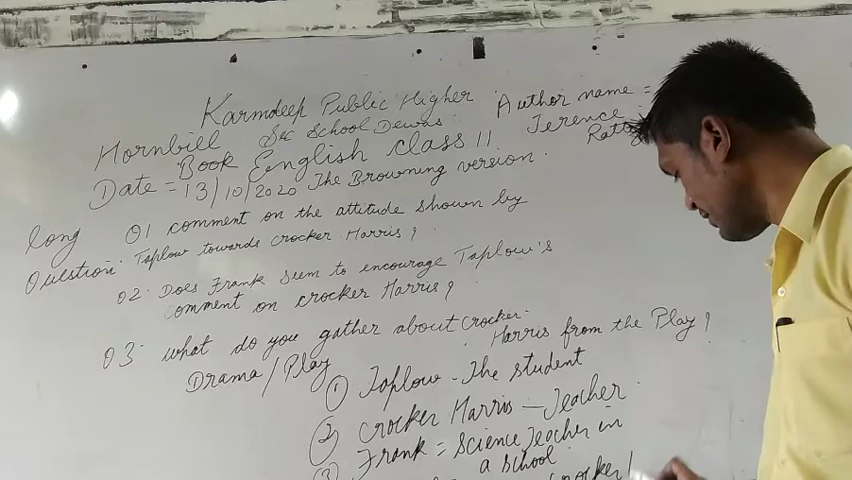 Karmdeep Public Higher
Sec School Dewas
Author name =
Terence
Hornbill Book English class 11
Date = 13/10/2020 The Browning version.
long Question.
01 comment on the attitude shown by
Taplow towards crocker Harris?
02. Does Frank seem to encourage Taplow's
comment on crocker Harris?
03. what do you gather about Crocker-
Harris from the Play?
Drama/Play
① Taplow - The student
② Crocker Harris - Teacher.
③ Frank = Science Teacher in
a school